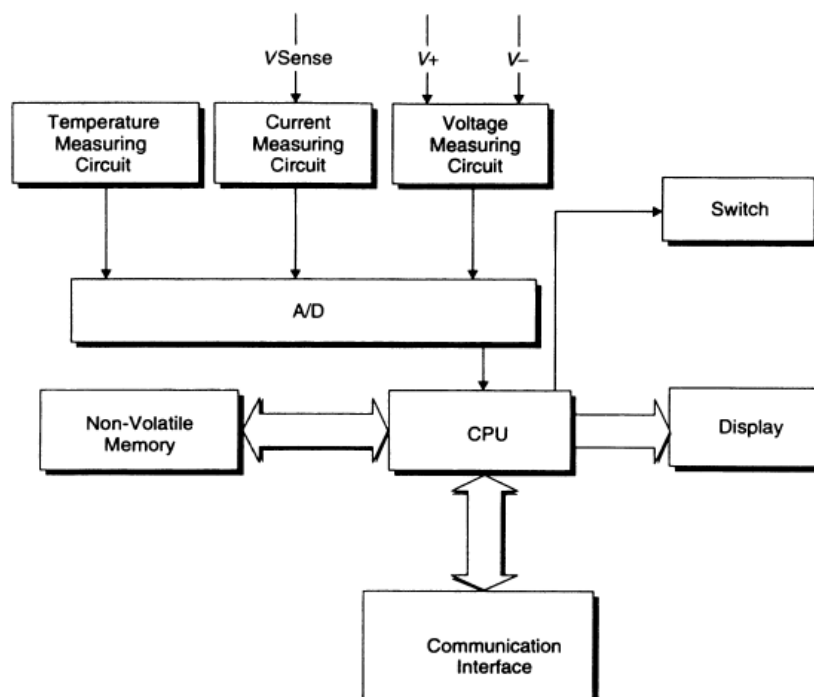 VSense
V+
V−
Temperature
Measuring
Circuit
Current
Measuring
Circuit
Voltage
Measuring
Circuit
Switch
A/D
Non-Volatile
Memory
CPU
Display
Communication
Interface